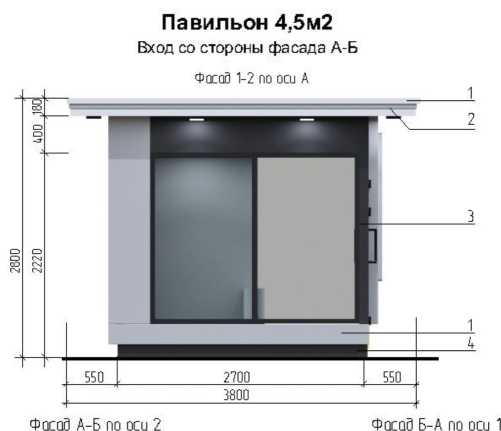 Павильон 4,5м2
Вход со стороны фасада А-Б
Фасад 1-2 по оси А
180
1
2
400
3
2800
2220
1
4
550
2700
550
3800
Фасад А-Б по оси 2
Фасад Б-А по оси 1